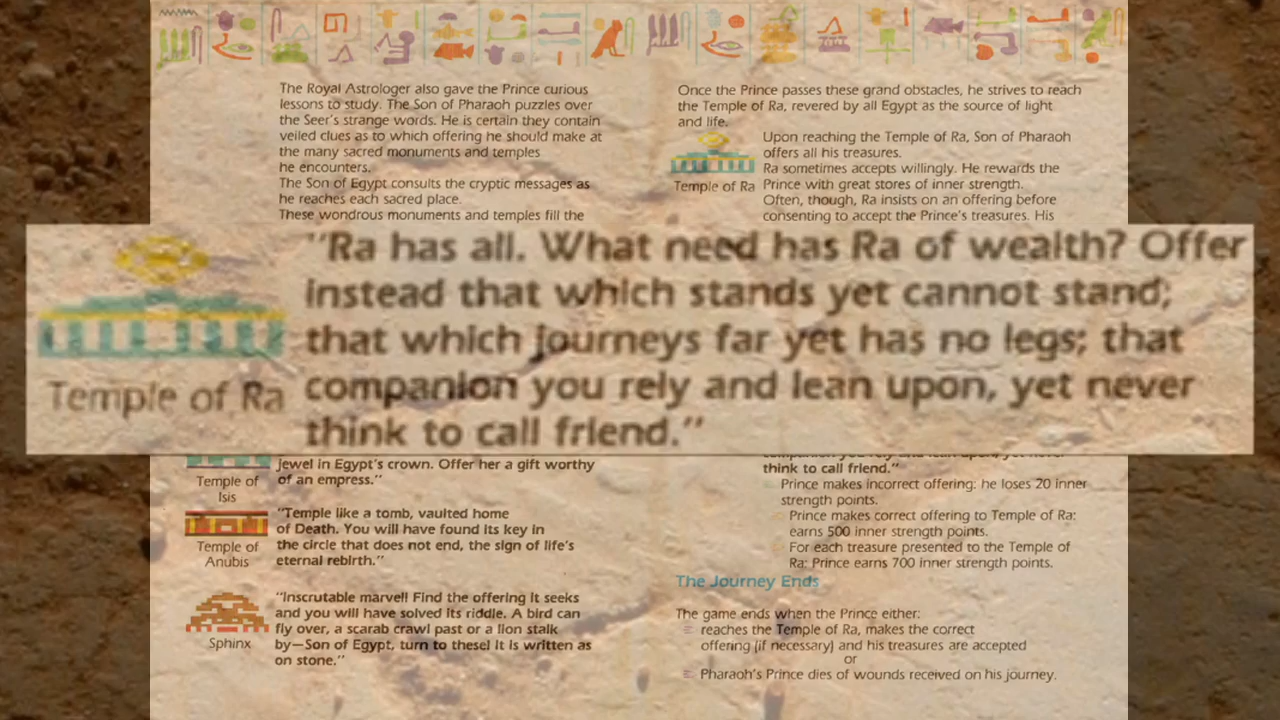 The Royal Astrologer also gave the Prince curious
lessons to study. The Son of Pharaoh puzzles over
the Seer's strange words. He is certain they contain
veiled clues as to which offering he should make at
the many sacred monuments and temples
he encounters.
The Son of Egypt consults the cryptic messages as
he reaches each sacred place.
These wondrous monuments and temples fill the
Once the Prince passes these grand obstacles, he strives to reach
the Temple of Ra, revered by all Egypt as the source of light
and life.
Temple of Ra
Upon reaching the Temple of Ra, Son of Pharaoh
offers all his treasures.
Ra sometimes accepts willingly. He rewards the
Prince with great stores of inner strength.
Often, though, Ra insists on an offering before
consenting to accept the Prince's treasures. His
Temple of Ra
"Ra has all. What need has Ra of wealth? Offer
instead that which stands yet cannot stand;
that which journeys far yet has no legs; that
companion you rely and lean upon, yet never
think to call friend."
Temple of
Isis
jewel in Egypt's crown. Offer her a gift worthy
of an empress."
Temple of
Anubis
"Temple like a tomb, vaulted home
of Death. You will have found its key in
the circle that does not end, the sign of life's
eternal rebirth."
Sphinx
"Inscrutable marvel! Find the offering it seeks
and you will have solved its riddle. A bird can
fly over, a scarab crawl past or a lion stalk
by—Son of Egypt, turn to these! It is written as
on stone."
companion you rely and lean upon, yet never
think to call friend."
Prince makes incorrect offering: he loses 20 inner
strength points.
Prince makes correct offering to Temple of Ra:
earns 500 inner strength points.
For each treasure presented to the Temple of
Ra: Prince earns 700 inner strength points.
The Journey Ends
The game ends when the Prince either:
reaches the Temple of Ra, makes the correct
offering (if necessary) and his treasures are accepted
or
Pharaoh's Prince dies of wounds received on his journey.